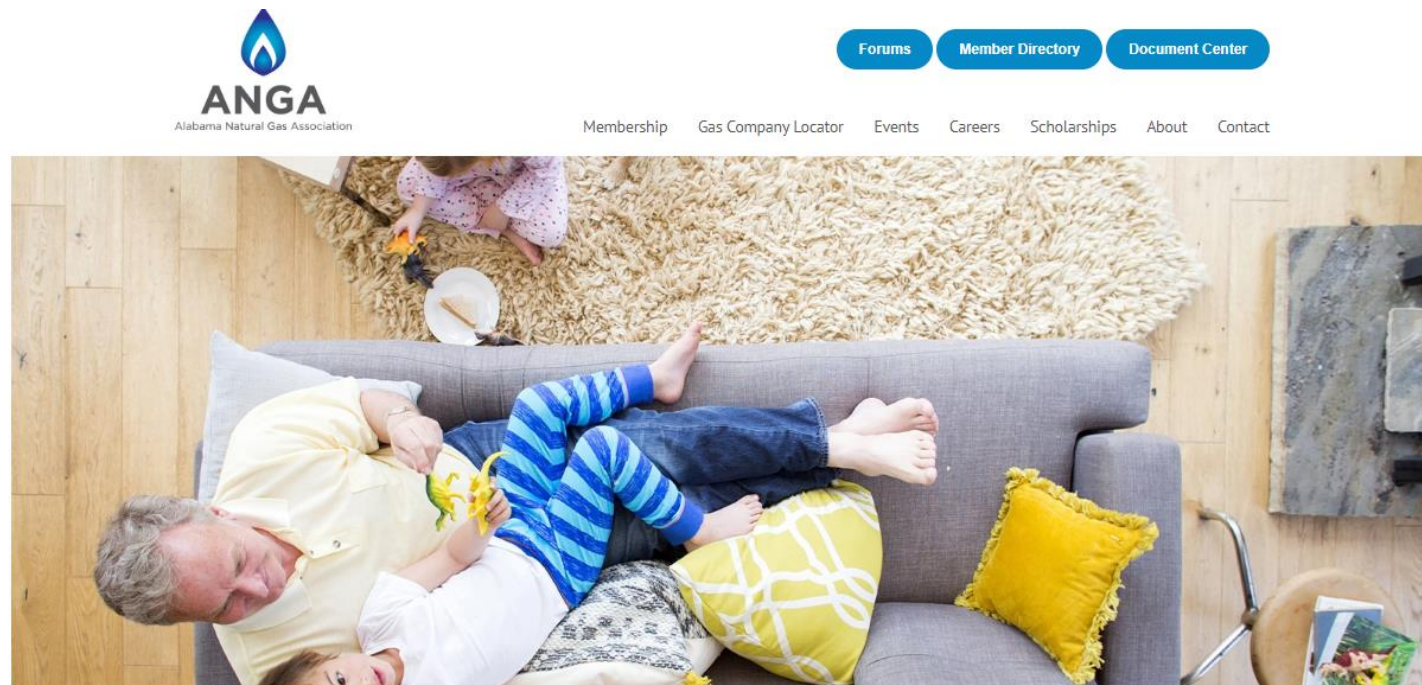 ANGA
Alabama Natural Gas Association
Forums
Member Directory
Document Center
Membership
Gas Company Locator
Events
Careers
Scholarships
About
Contact